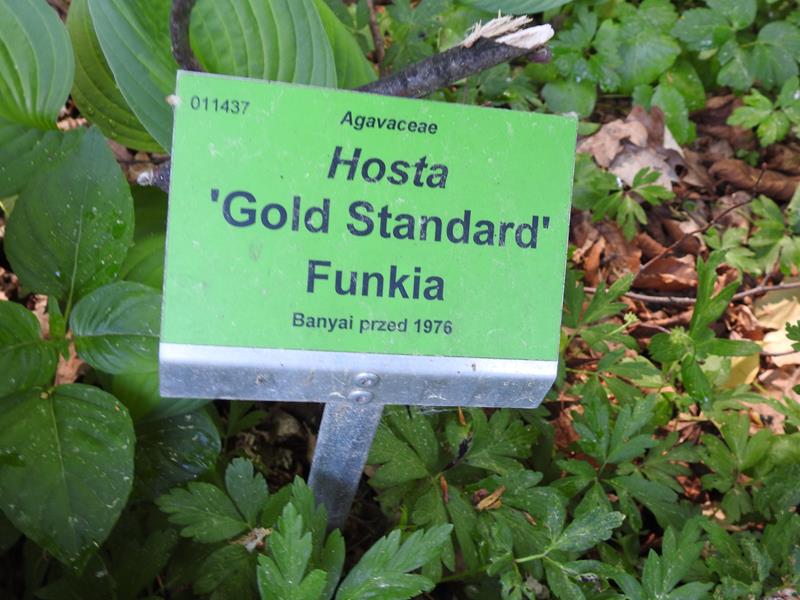 011437
Agavaceae
Hosta
'Gold Standard'
Funkia
Banyai przed 1976